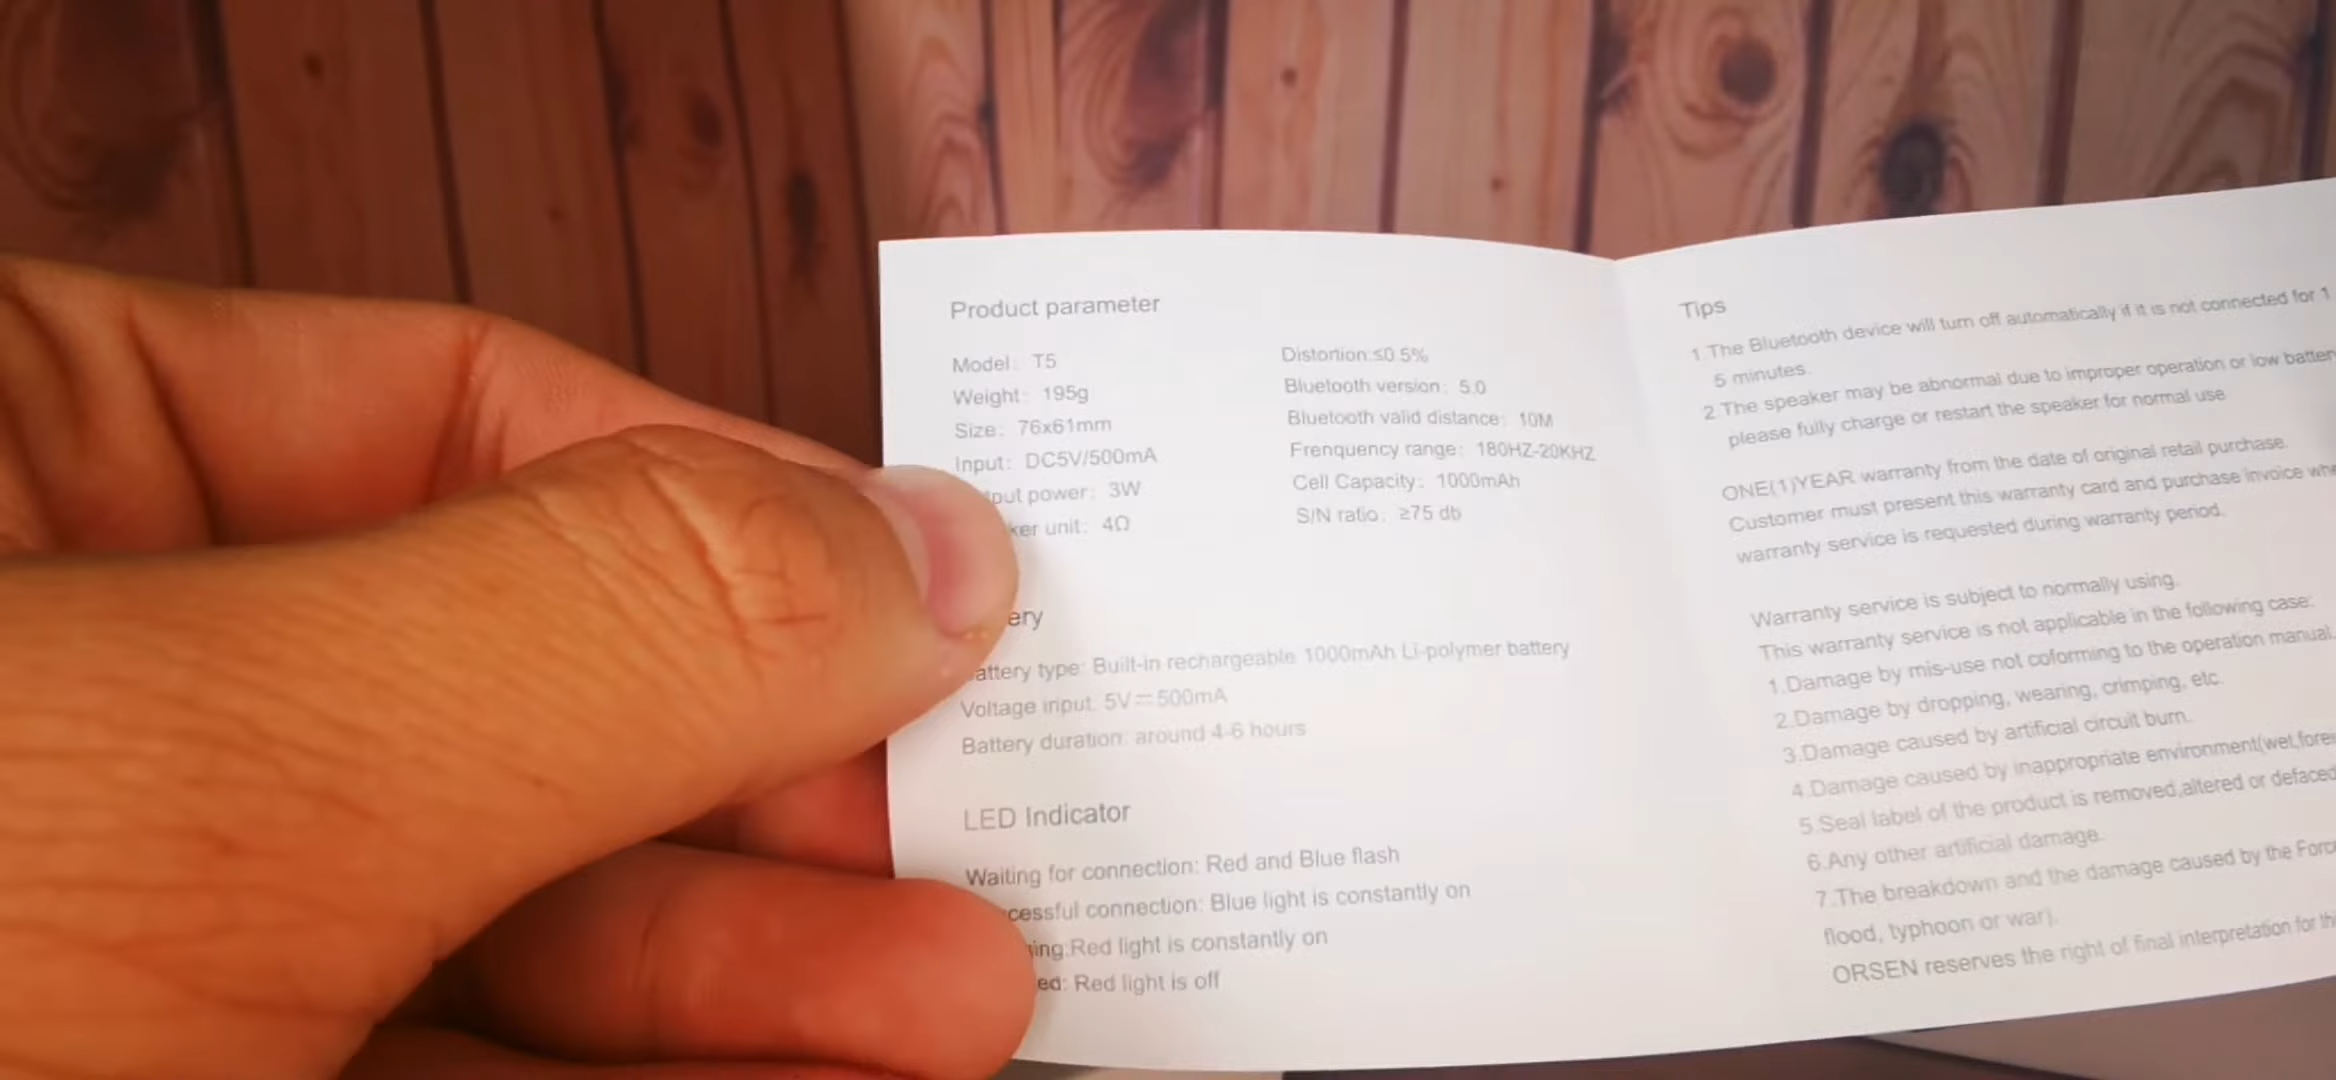 Product parameter
Model: T5
Weight: 195g
Size: 76x61mm
Input: DC5V/500mA
power: 3W
unit: 4Ω
Distortion:≤0.5%
Bluetooth version: 5.0
Bluetooth valid distance: 10M
Frenquency range: 180HZ-20KHZ
Cell Capacity: 1000mAh
S/N ratio: ≥75 db
type: Built-in rechargeable 1000mAh Li-polymer battery
Voltage input: 5V⎓500mA
Battery duration: around 4-6 hours
LED Indicator
Waiting for connection: Red and Blue flash
connection: Blue light is constantly on
Red light is constantly on
Red light is off
Tips
1.The Bluetooth device will turn off automatically if it is not connected for 1
5 minutes.
2.The speaker may be abnormal due to improper operation or low
please fully charge or restart the speaker for normal use
ONE(1)YEAR warranty from the date of original retail purchase.
Customer must present this warranty card and purchase invoice
warranty service is requested during warranty period.
Warranty service is subject to normally using.
This warranty service is not applicable in the following case:
1.Damage by mis-use not coforming to the operation manual.
2.Damage by dropping, wearing, crimping, etc.
3.Damage caused by artificial circuit burn.
4.Damage caused by inappropriate environment(wet,
5.Seal label of the product is removed,altered or defaced
6.Any other artificial damage.
7.The breakdown and the damage caused by the
flood, typhoon or war).
ORSEN reserves the right of final interpretation for